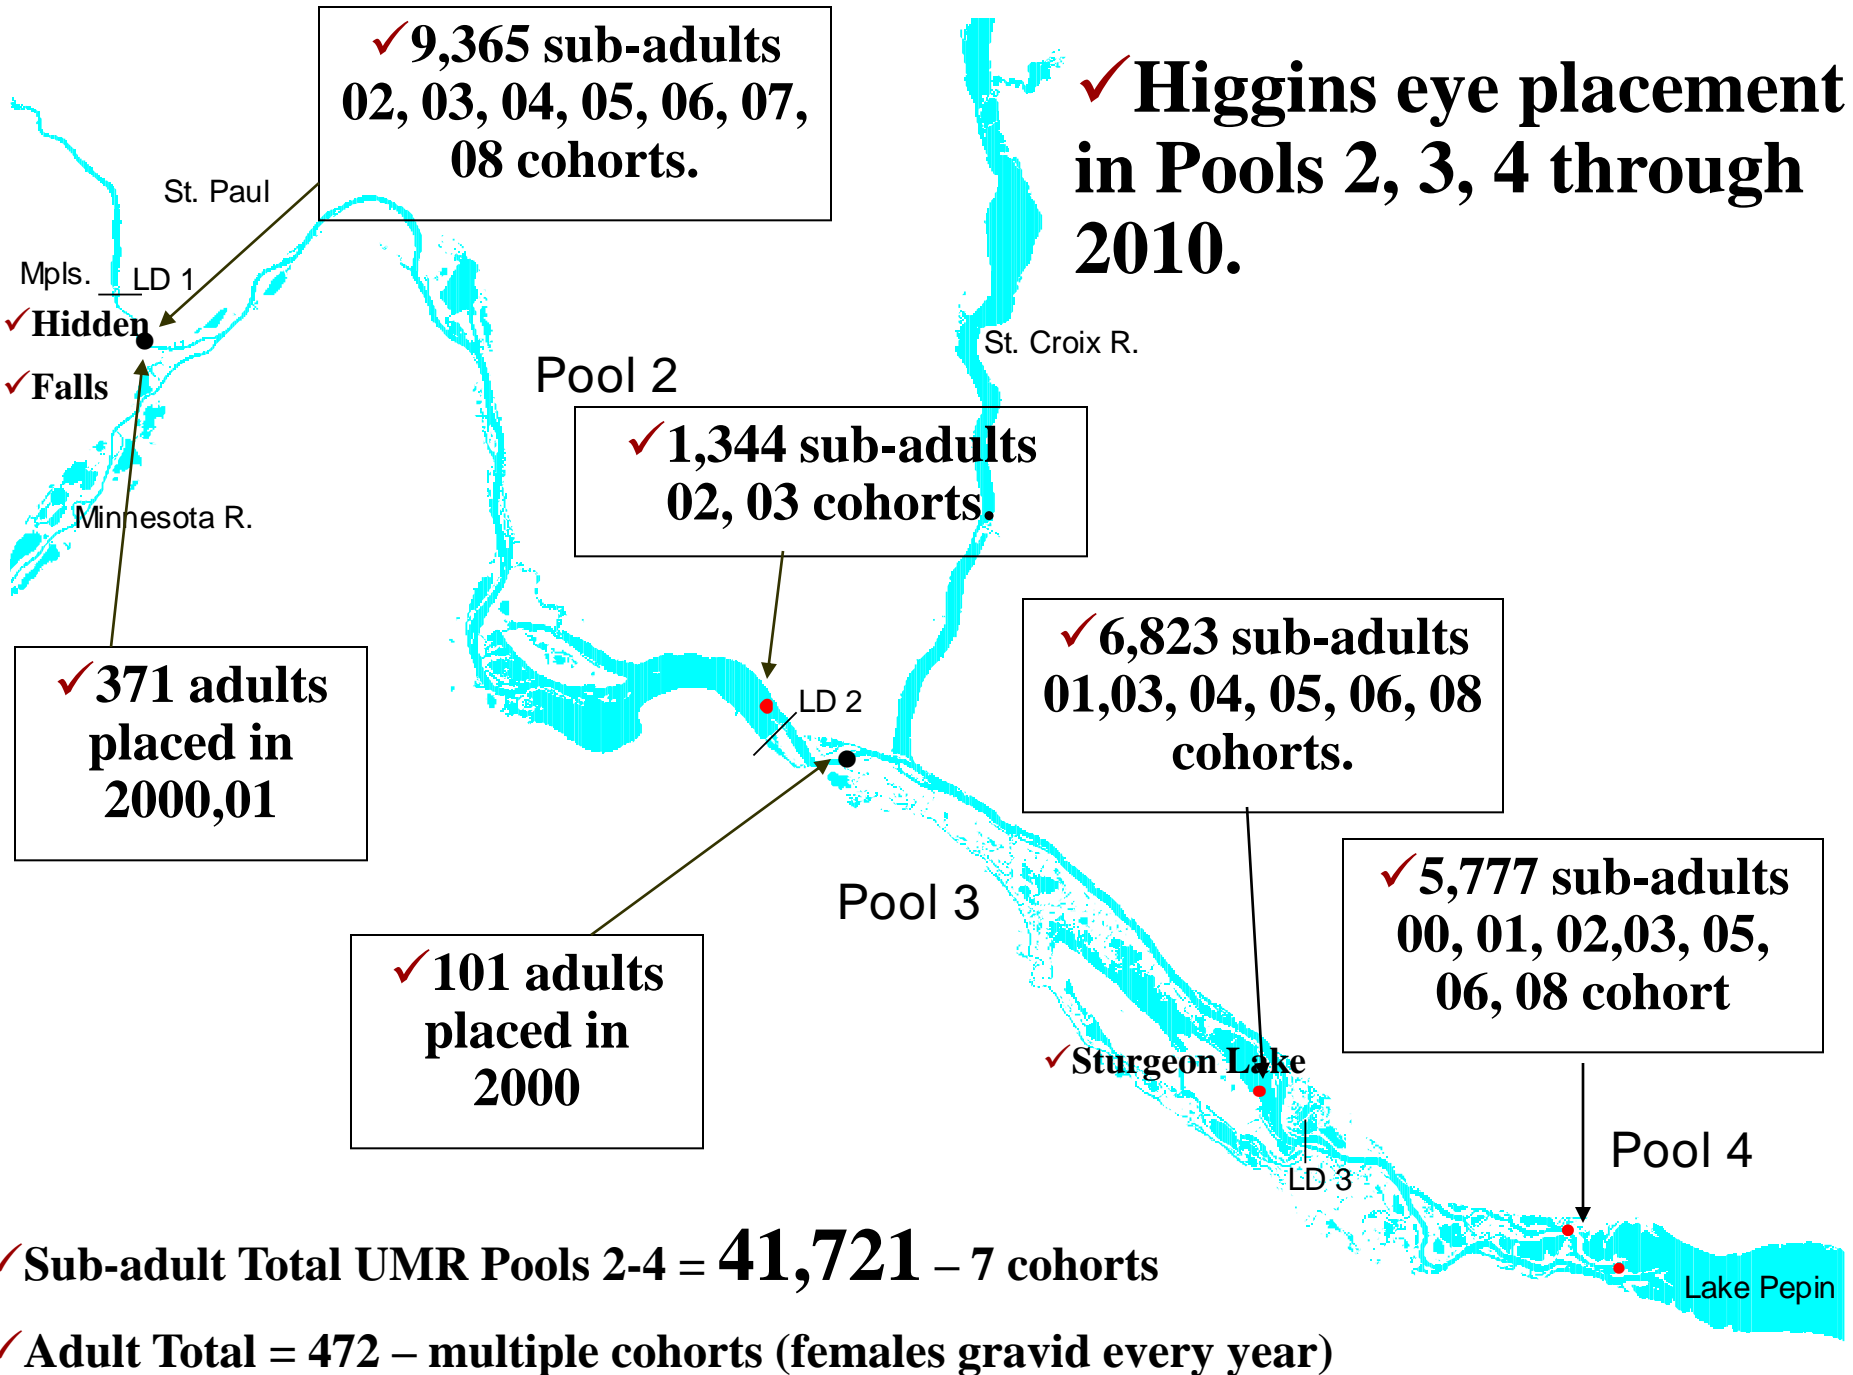 ✓9,365 sub-adults
02, 03, 04, 05, 06, 07,
08 cohorts.
✓Higgins eye placement
in Pools 2, 3, 4 through
2010.
St. Paul
Mpls.
LD 1
✓Hidden
✓Falls
St. Croix R.
Pool 2
✓1,344 sub-adults
02, 03 cohorts.
Minnesota R.
✓6,823 sub-adults
01,03, 04, 05, 06, 08
cohorts.
✓371 adults
placed in
2000,01
LD 2
✓5,777 sub-adults
00, 01, 02,03, 05,
06, 08 cohort
Pool 3
✓101 adults
placed in
2000
✓Sturgeon Lake
Pool 4
LD 3
✓Sub-adult Total UMR Pools 2-4 = 41,721 – 7 cohorts
Lake Pepin
✓Adult Total = 472 – multiple cohorts (females gravid every year)